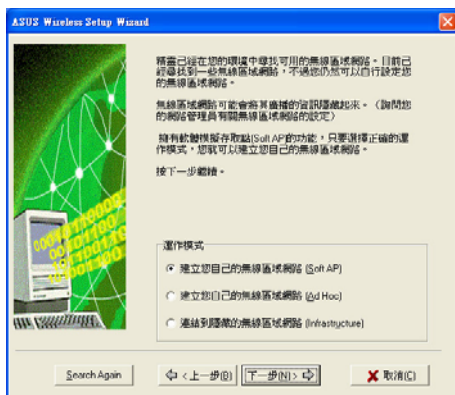 ASUS Wireless Setup Wizard
精靈已經在您的環境中尋找可用的無線區域網路。目前已
經尋找到一些無線區域網路,不過您仍然可以自行設定您
的無線區域網路。
無線區域網路可能會將其廣播的資訊隱藏起來。(詢問您
的網路管理員有關無線區域網路的設定)
擁有軟體模擬存取點(Soft AP)的功能,只要選擇正確的運
作模式,您就可以建立您自己的無線區域網路。
按下一步繼續。
運作模式
建立您自己的無線區域網路 (Soft AP)
建立您自己的無線區域網路 (Ad Hoc)
連結到隱藏的無線區域網路 (Infrastructure)
Search Again
<上一步(B)
下一步(N)>
取消(C)
0010110000